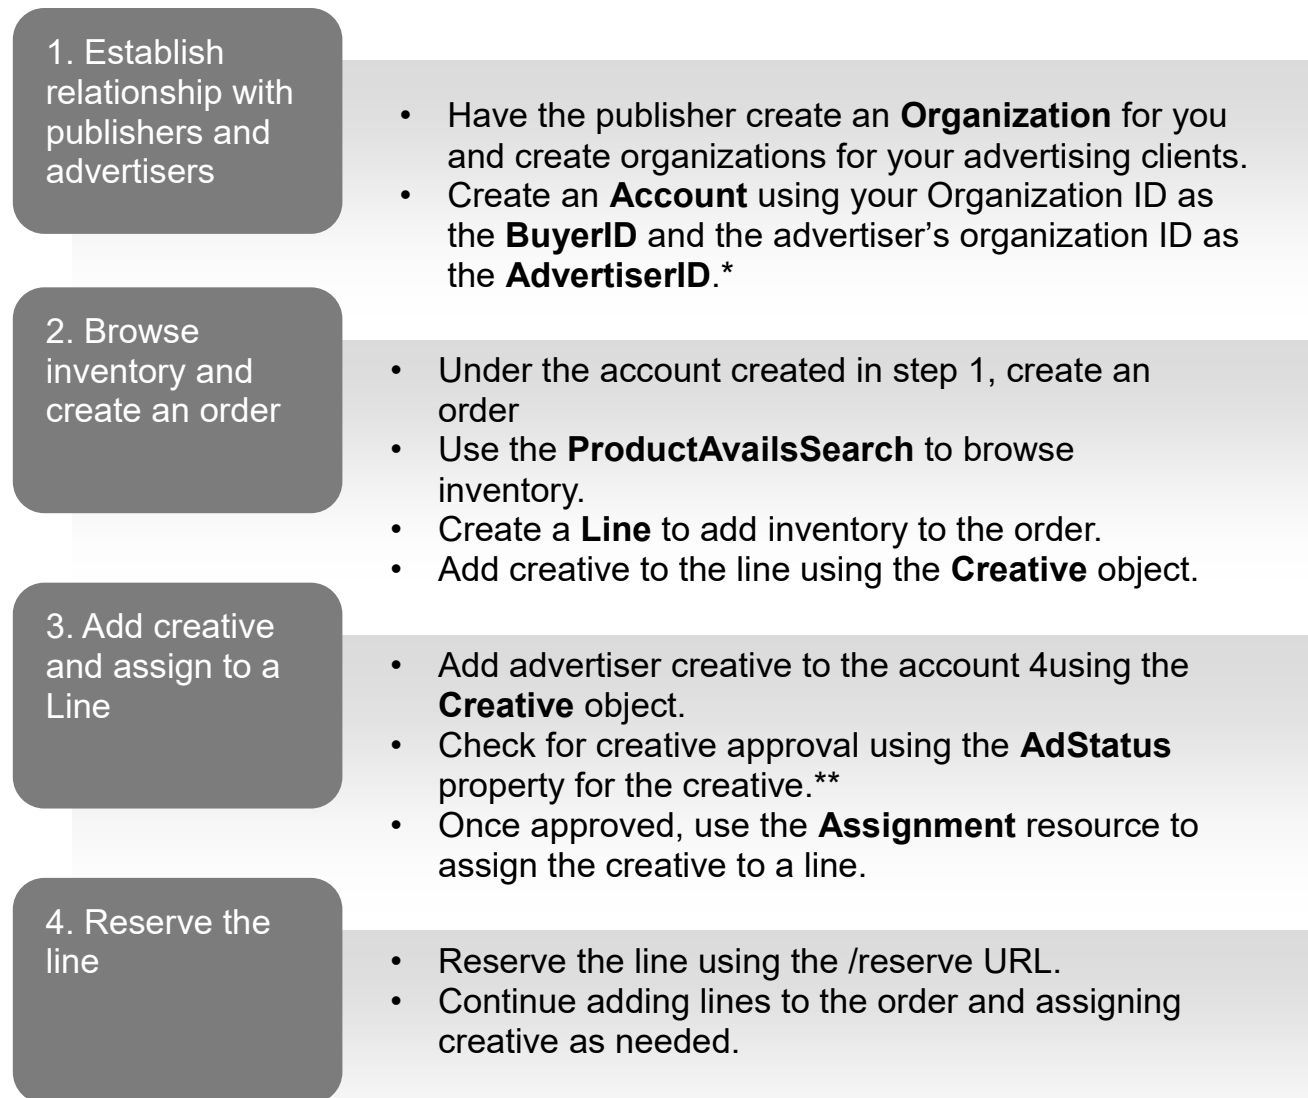 1. Establish
relationship with
publishers and
advertisers
• Have the publisher create an Organization for you
and create organizations for your advertising clients.
• Create an Account using your Organization ID as
the BuyerID and the advertiser’s organization ID as
the AdvertiserID.*
2. Browse
inventory and
create an order
• Under the account created in step 1, create an
order
• Use the ProductAvailsSearch to browse
inventory.
• Create a Line to add inventory to the order.
• Add creative to the line using the Creative object.
3. Add creative
and assign to a
Line
• Add advertiser creative to the account 4using the
Creative object.
• Check for creative approval using the AdStatus
property for the creative.**
• Once approved, use the Assignment resource to
assign the creative to a line.
4. Reserve the
line
• Reserve the line using the /reserve URL.
• Continue adding lines to the order and assigning
creative as needed.